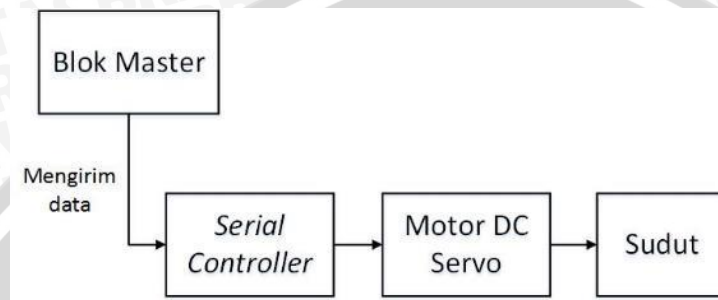 Blok Master
Mengirim
data
Serial
Controller
Motor DC
Servo
Sudut